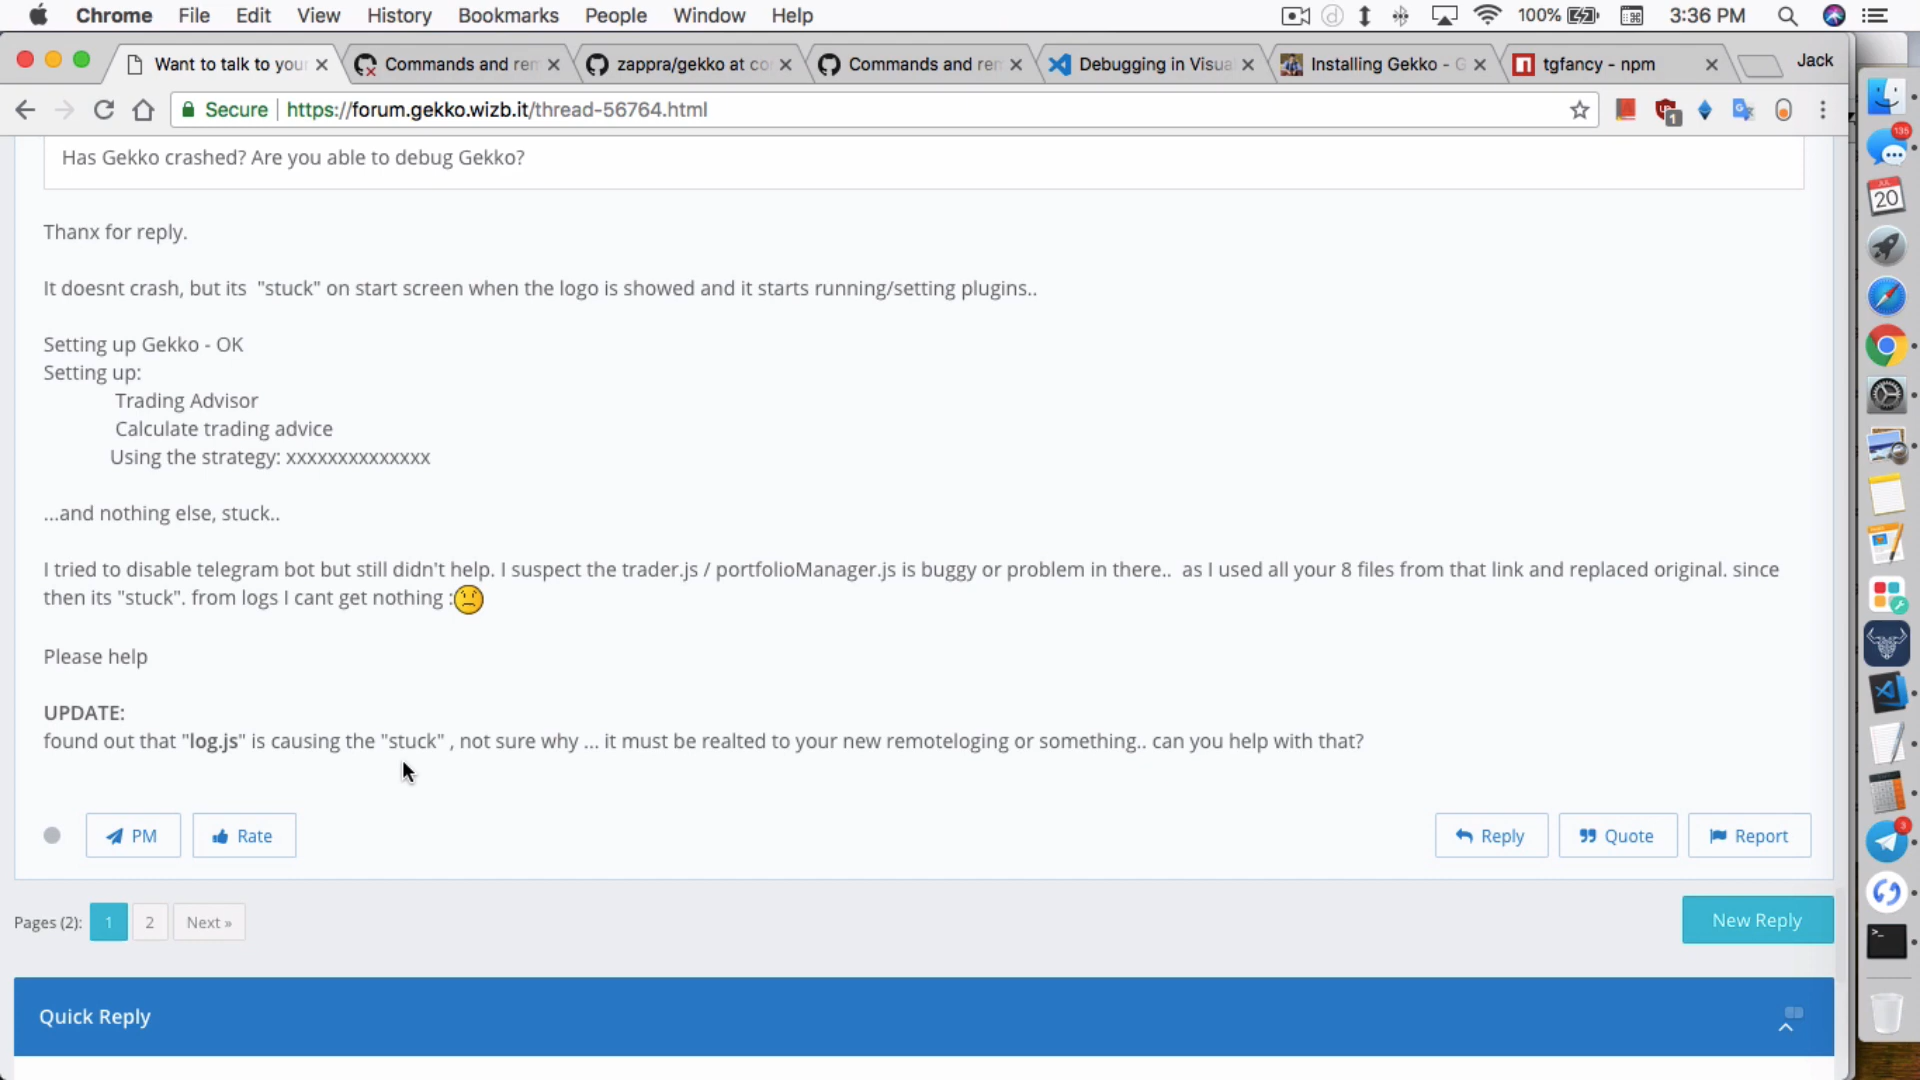 Chrome File Edit View History Bookmarks People Window Help 100% 3:36 PM
Want to talk to your Commands and rem zappra/gekko at co Commands and rem Debugging in Visua Installing Gekko - G tgfancy - npm Jack
Secure https://forum.gekko.wizb.it/thread-56764.html
1
135
JUL
20
Has Gekko crashed? Are you able to debug Gekko?
Thanx for reply.
It doesnt crash, but its "stuck" on start screen when the logo is showed and it starts running/setting plugins..
Setting up Gekko - OK
Setting up:
Trading Advisor
Calculate trading advice
Using the strategy: xxxxxxxxxxxxxx
...and nothing else, stuck..
I tried to disable telegram bot but still didn't help. I suspect the trader.js / portfolioManager.js is buggy or problem in there.. as I used all your 8 files from that link and replaced original. since
then its "stuck". from logs I cant get nothing :
Please help
UPDATE:
found out that "log.js" is causing the "stuck" , not sure why ... it must be realted to your new remoteloging or something.. can you help with that?
PM Rate Reply Quote Report
3
Pages (2): 1 2 Next » New Reply
Quick Reply